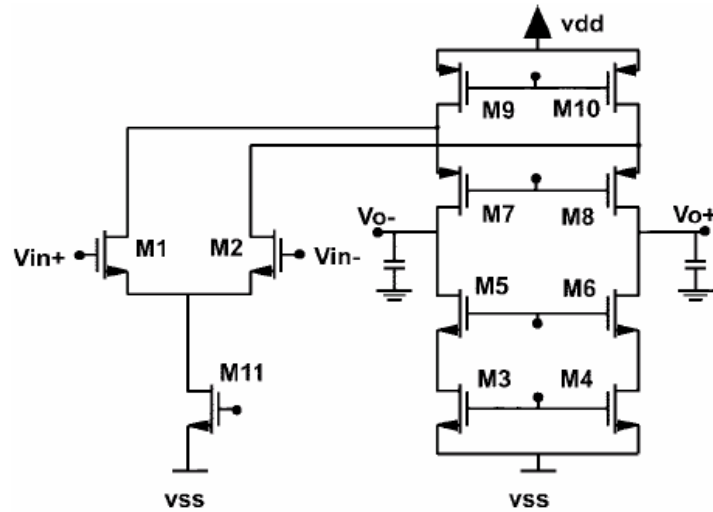 vdd
M9 M10
M7 M8
Vo- Vo+
Vin+ M1 M2 Vin-
M5 M6
M11 M3 M4
vss vss